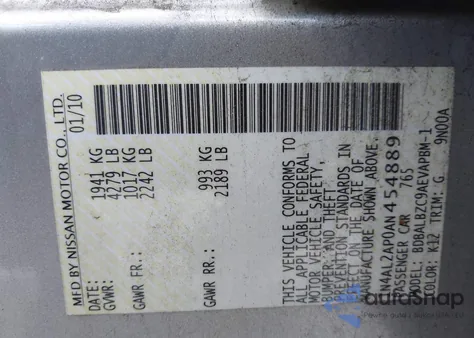 MFD BY NISSAN MOTOR CO., LTD.
DATE: 01/10
GVWR: 1941 KG
4279 LB
GAWR FR.: 1017 KG
2242 LB
GAWR RR.: 993 KG
2189 LB
THIS VEHICLE CONFORMS TO
ALL APPLICABLE FEDERAL
MOTOR VEHICLE SAFETY,
BUMPER, AND THEFT
PREVENTION STANDARDS IN
EFFECT ON THE DATE OF
MANUFACTURE SHOWN ABOVE.
1N4AL2AP0AN454889
PASSENGER CAR 765
MODEL: BDBALBZC9AEVAPBM-1
COLOR: K12 TRIM: G 9N00A
autoSnap